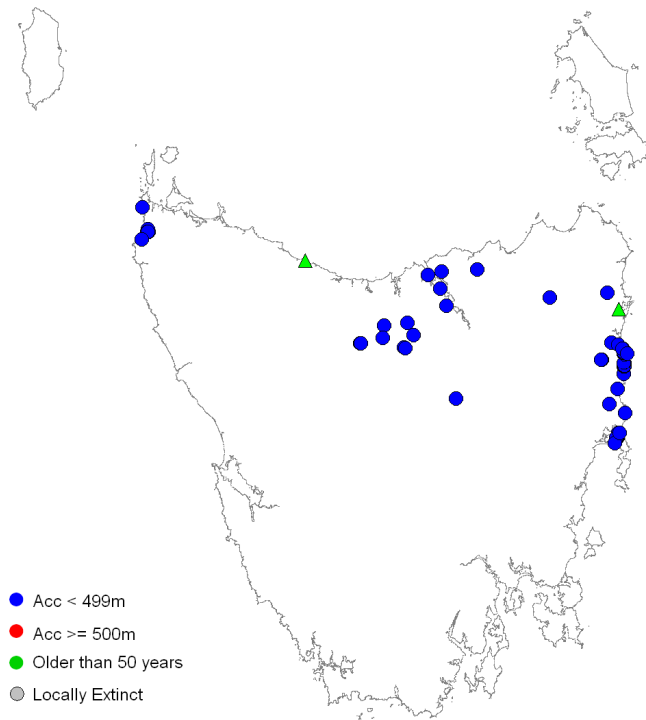 Acc < 499m
Acc >= 500m
Older than 50 years
Locally Extinct